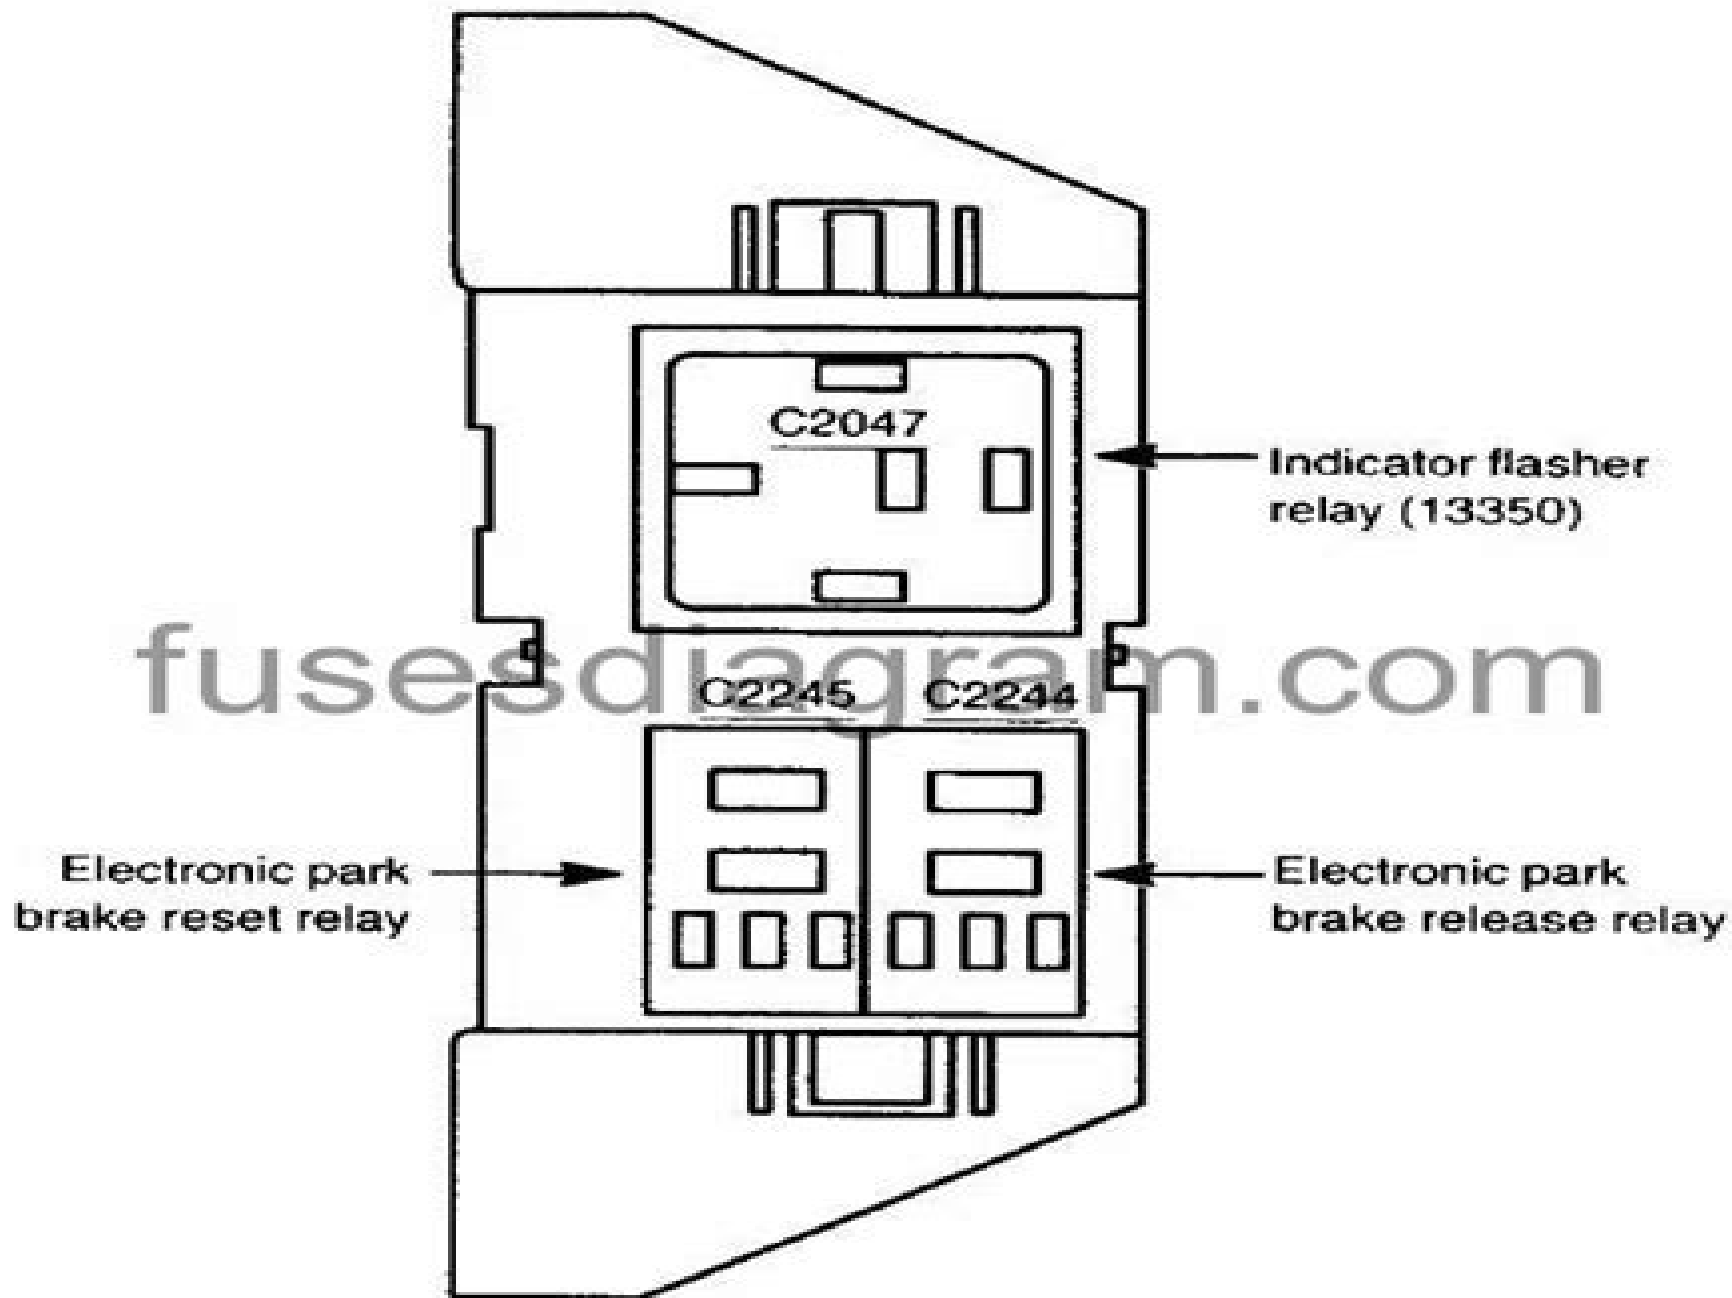 C2047
Indicator flasher
relay (13350)
fusesdiagram.com
C2245 C2244
Electronic park
brake reset relay
Electronic park
brake release relay